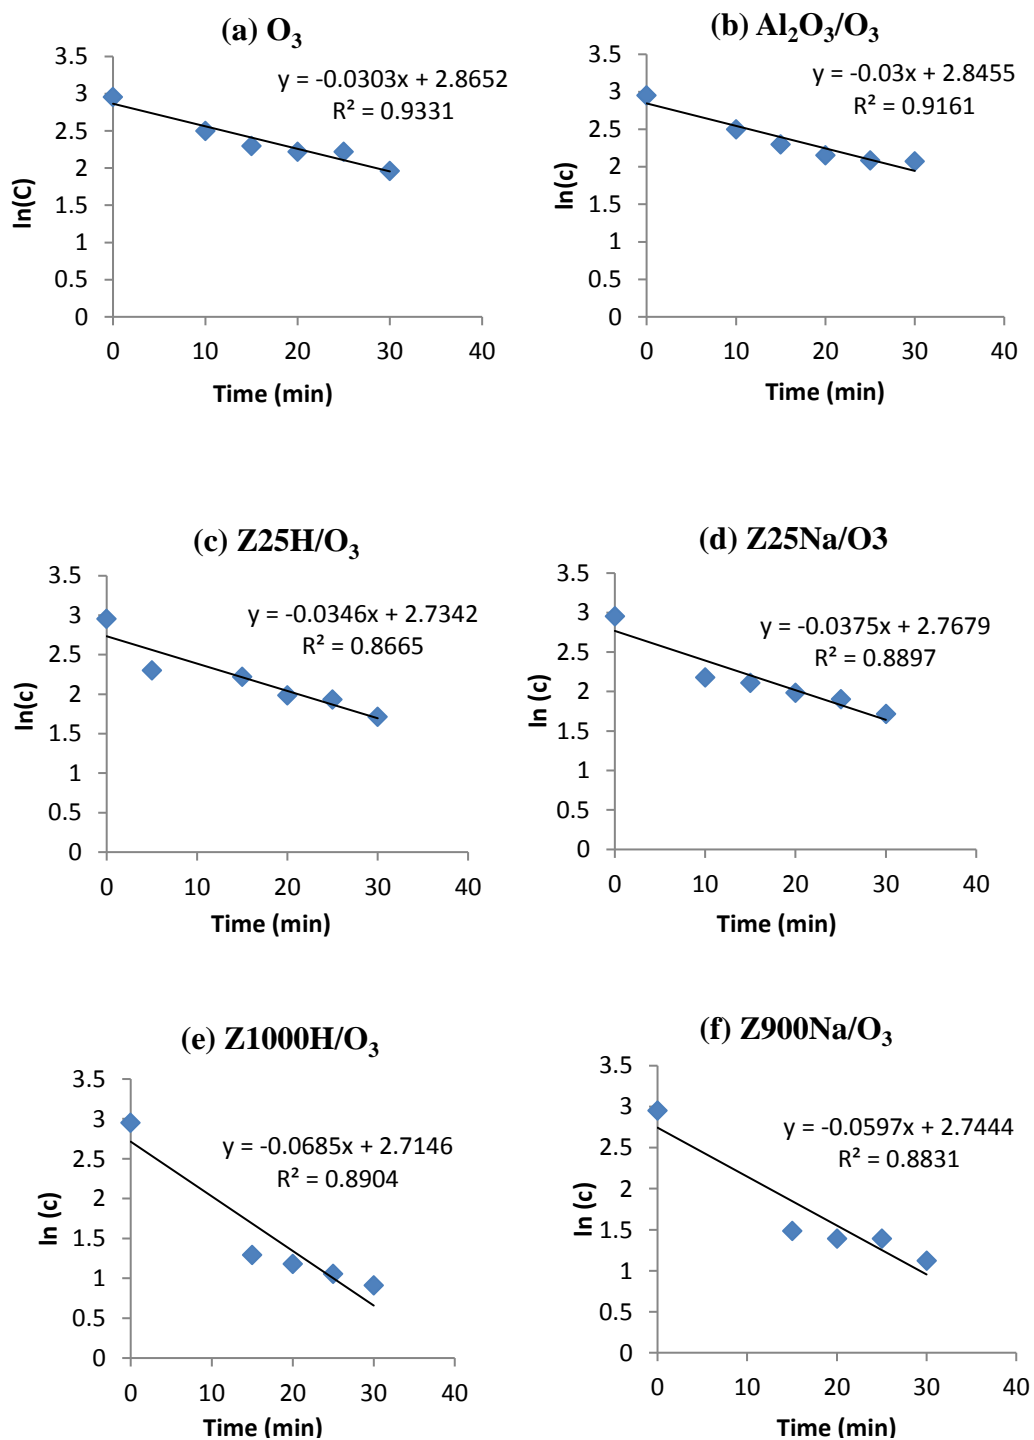 (a) O₃
y = -0.0303x + 2.8652
R² = 0.9331
3.5
3
2.5
2
1.5
1
0.5
0
0 10 20 30 40
ln(C)
Time (min)
(b) Al₂O₃/O₃
y = -0.03x + 2.8455
R² = 0.9161
3.5
3
2.5
2
1.5
1
0.5
0
0 10 20 30 40
ln(c)
Time (min)
(c) Z25H/O₃
y = -0.0346x + 2.7342
R² = 0.8665
3.5
3
2.5
2
1.5
1
0.5
0
0 10 20 30 40
ln(c)
Time (min)
(d) Z25Na/O3
y = -0.0375x + 2.7679
R² = 0.8897
3.5
3
2.5
2
1.5
1
0.5
0
0 10 20 30 40
ln (c)
Time (min)
(e) Z1000H/O₃
y = -0.0685x + 2.7146
R² = 0.8904
3.5
3
2.5
2
1.5
1
0.5
0
0 10 20 30 40
ln (c)
Time (min)
(f) Z900Na/O₃
y = -0.0597x + 2.7444
R² = 0.8831
3.5
3
2.5
2
1.5
1
0.5
0
0 10 20 30 40
ln (c)
Time (min)